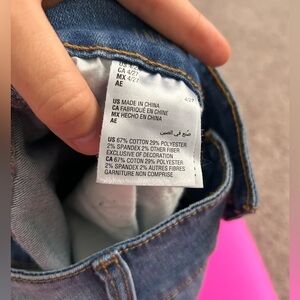 CA 4/27
MX 4/27
AE
4/27
US MADE IN CHINA
CA FABRIQUÉ EN CHINE
MX HECHO EN CHINA
AE
صنع في الصين
US 67% COTTON 29% POLYESTER
2% SPANDEX 2% OTHER FIBER
EXCLUSIVE OF DECORATION
CA 67% COTON 29% POLYESTER
2% SPANDEX 2% AUTRES FIBRES
GARNITURE NON COMPRISE